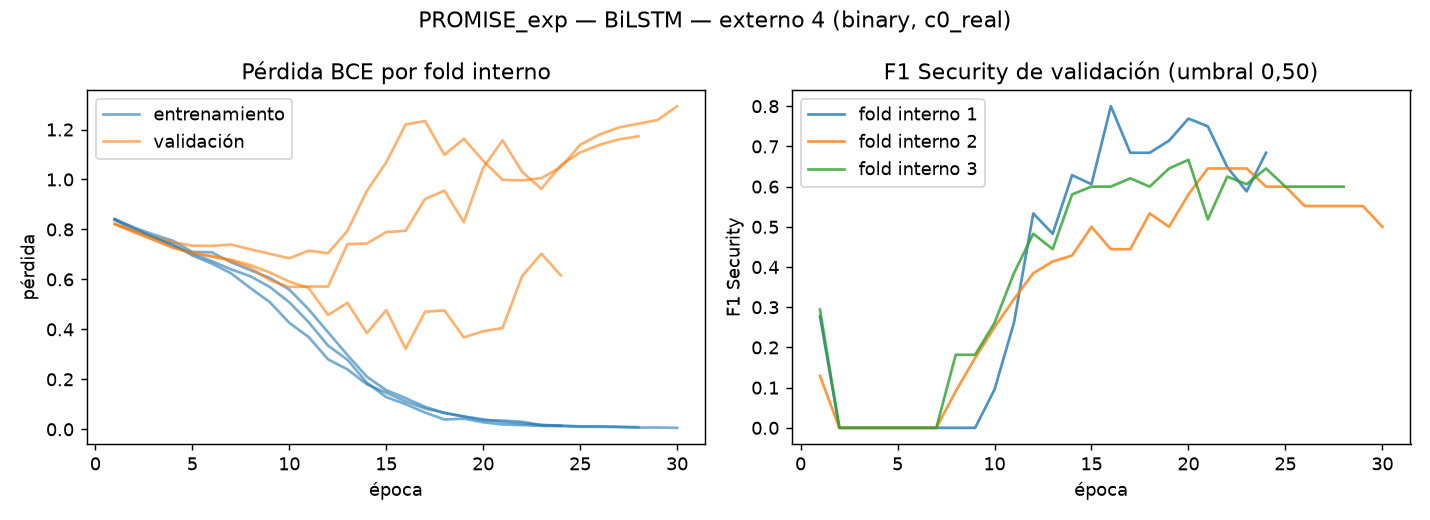 PROMISE_exp — BiLSTM — externo 4 (binary, c0_real)
Pérdida BCE por fold interno
entrenamiento
validación
pérdida
1.2
1.0
0.8
0.6
0.4
0.2
0.0
0 5 10 15 20 25 30
época
F1 Security de validación (umbral 0,50)
fold interno 1
fold interno 2
fold interno 3
F1 Security
0.8
0.7
0.6
0.5
0.4
0.3
0.2
0.1
0.0
0 5 10 15 20 25 30
época